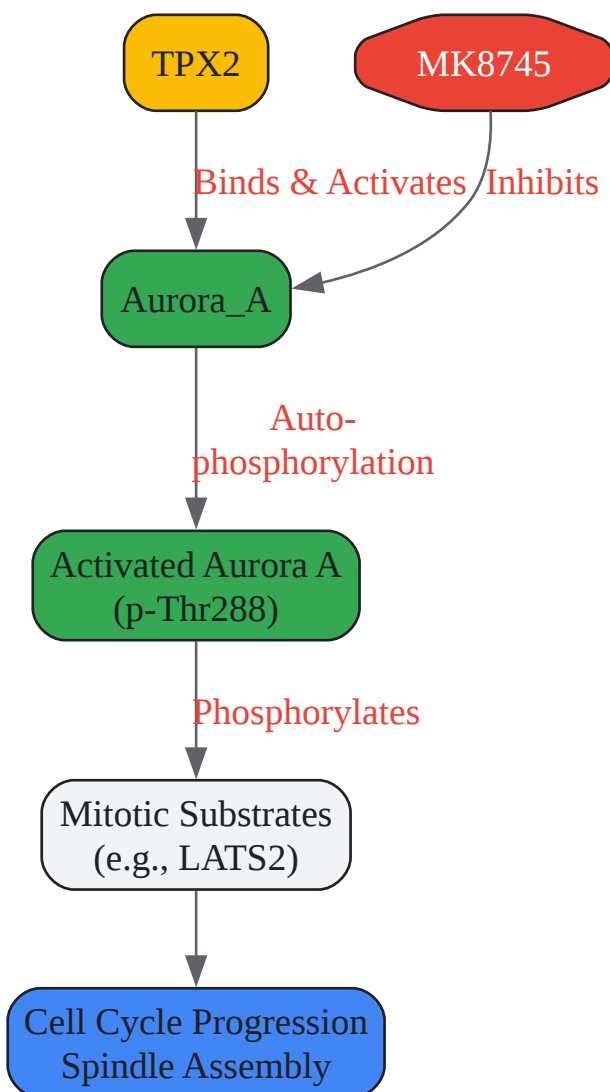 TPX2
MK8745
Binds & Activates
Inhibits
Aurora_A
Auto-
phosphorylation
Activated Aurora A
(p-Thr288)
Phosphorylates
Mitotic Substrates
(e.g., LATS2)
Cell Cycle Progression
Spindle Assembly